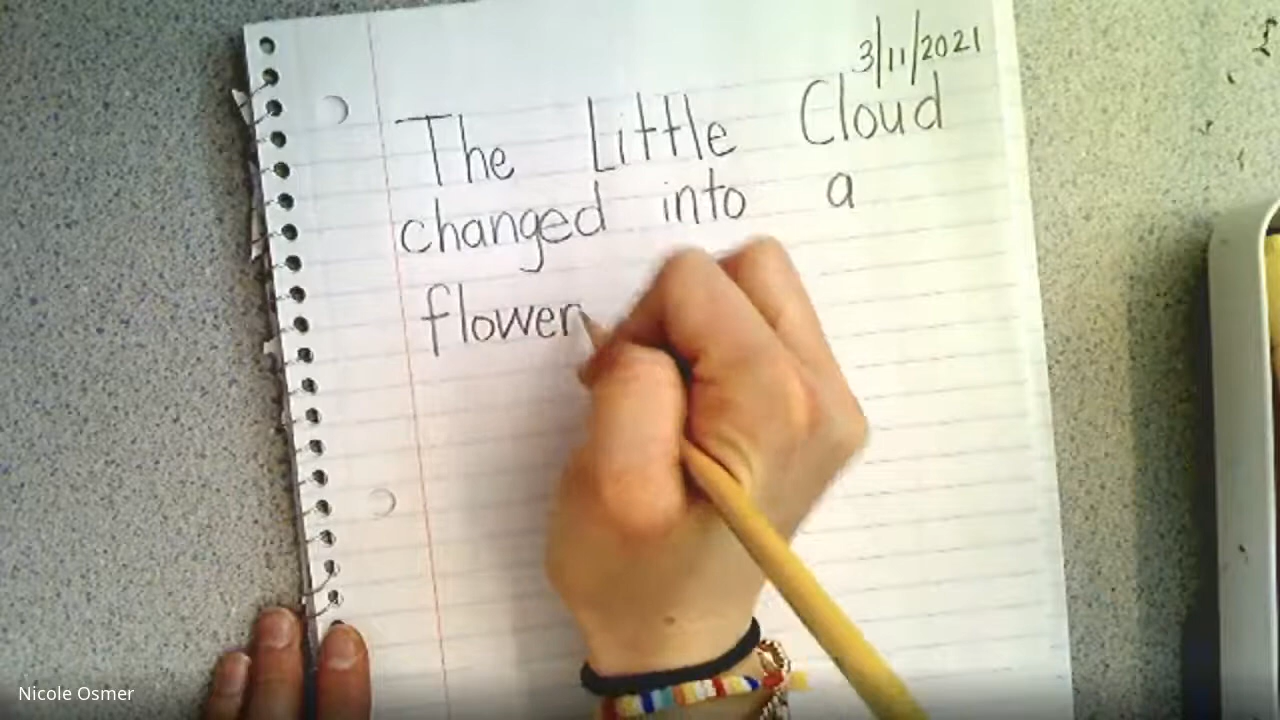 3/11/2021
The Little Cloud
changed into a
flower
Nicole Osmer